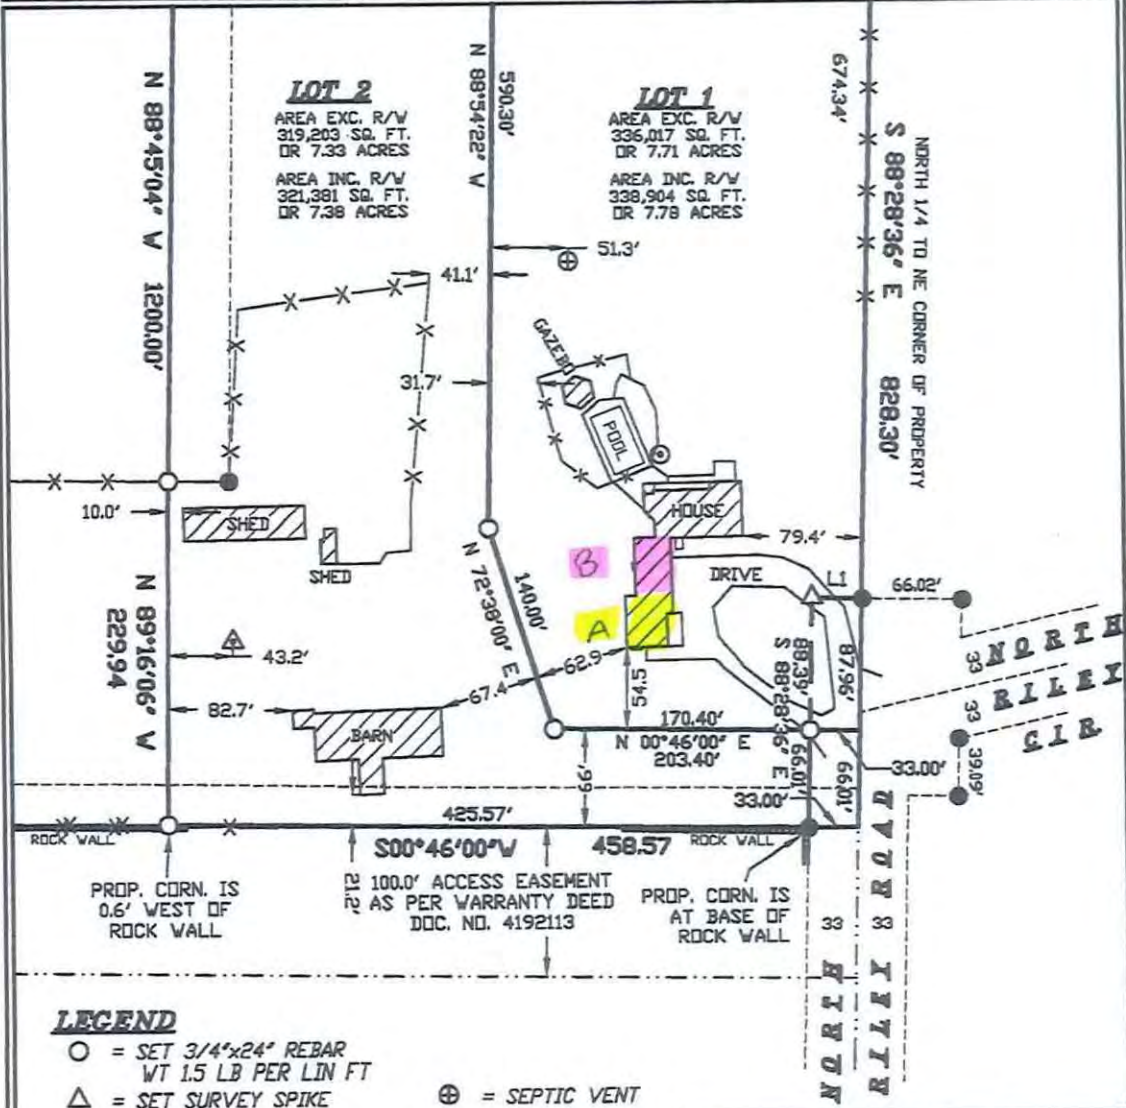 LOT 2
AREA EXC. R/W
319,203 SQ. FT.
OR 7.33 ACRES
AREA INC. R/W
321,381 SQ. FT.
OR 7.38 ACRES
LOT 1
AREA EXC. R/W
336,017 SQ. FT.
OR 7.71 ACRES
AREA INC. R/W
338,904 SQ. FT.
OR 7.78 ACRES
N 88°45'04" W 1200.00'
N 88°54'22" W
590.30'
674.34'
S 88°28'36" E 828.30'
NORTH 1/4 TO NE CORNER OF PROPERTY
51.3'
41.1'
31.7'
GAZEBO
POOL
HOUSE
79.4'
10.0'
SHED
SHED
B
DRIVE
L1
66.02'
A
N 72°38'00" E
140.00'
N 89°16'06" W
229.94
43.2'
62.9
67.4
54.5
82.7'
BARN
88.39'
S 88°28'36" E
87.96'
33
33
NORTH
RILEY
CIR.
39.09'
170.40'
N 00°46'00" E
203.40'
66.01'
66.01'
33.00'
33.00'
99'
425.57'
ROCK WALL
S00°46'00"W
458.57
ROCK WALL
21.2'
100.0' ACCESS EASEMENT
AS PER WARRANTY DEED
DOC. NO. 4192113
PROP. CORN. IS
0.6' WEST OF
ROCK WALL
PROP. CORN. IS
AT BASE OF
ROCK WALL
33
33
NORTH
RILEY ROAD
LEGEND
= SET 3/4"x24" REBAR
WT 1.5 LB PER LIN FT
= SET SURVEY SPIKE
= SEPTIC VENT